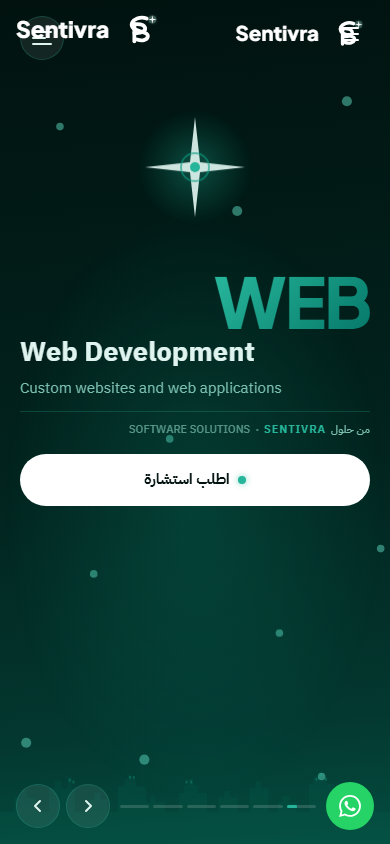 Sentivra
Sentivra
WEB
Web Development
Custom websites and web applications
من حلول SENTIVRA • SOFTWARE SOLUTIONS
اطلب استشارة